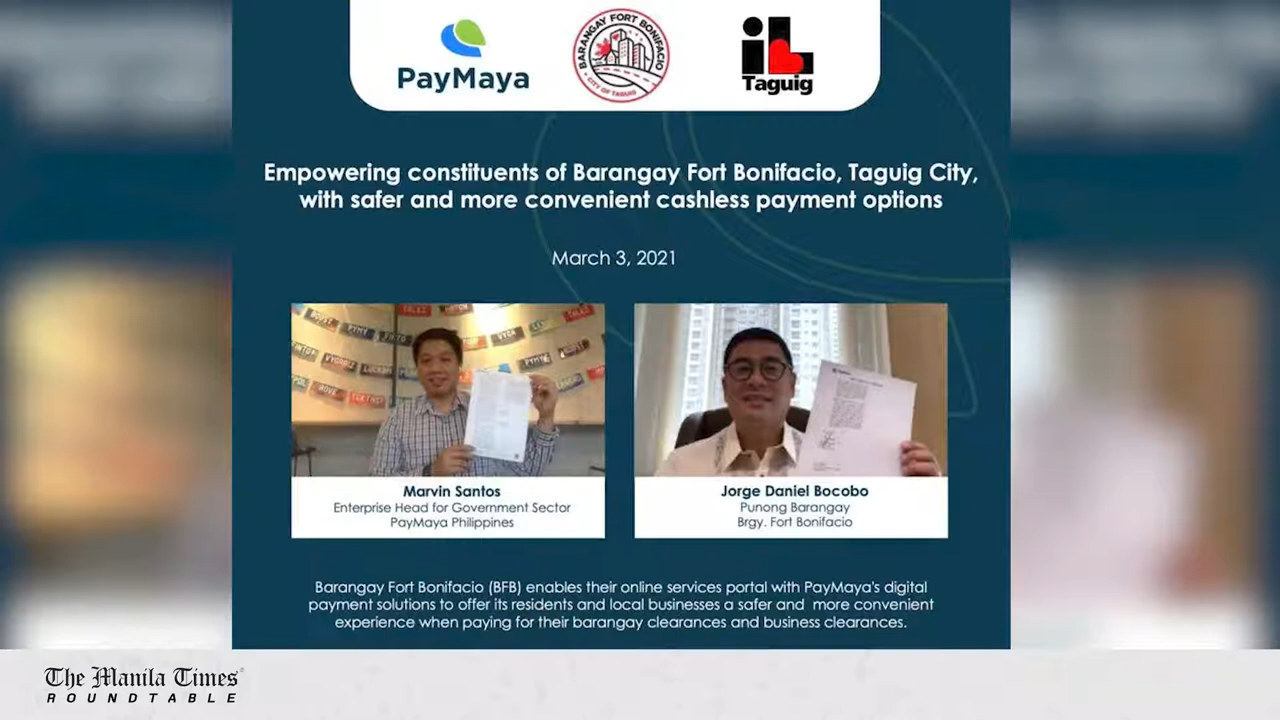 PayMaya
BARANGAY FORT BONIFACIO
CITY OF TAGUIG
iL
Taguig
Empowering constituents of Barangay Fort Bonifacio, Taguig City,
with safer and more convenient cashless payment options
March 3, 2021
Marvin Santos
Enterprise Head for Government Sector
PayMaya Philippines
Jorge Daniel Bocobo
Punong Barangay
Brgy. Fort Bonifacio
Barangay Fort Bonifacio (BFB) enables their online services portal with PayMaya's digital
payment solutions to offer its residents and local businesses a safer and more convenient
experience when paying for their barangay clearances and business clearances.
The Manila Times
ROUNDTABLE